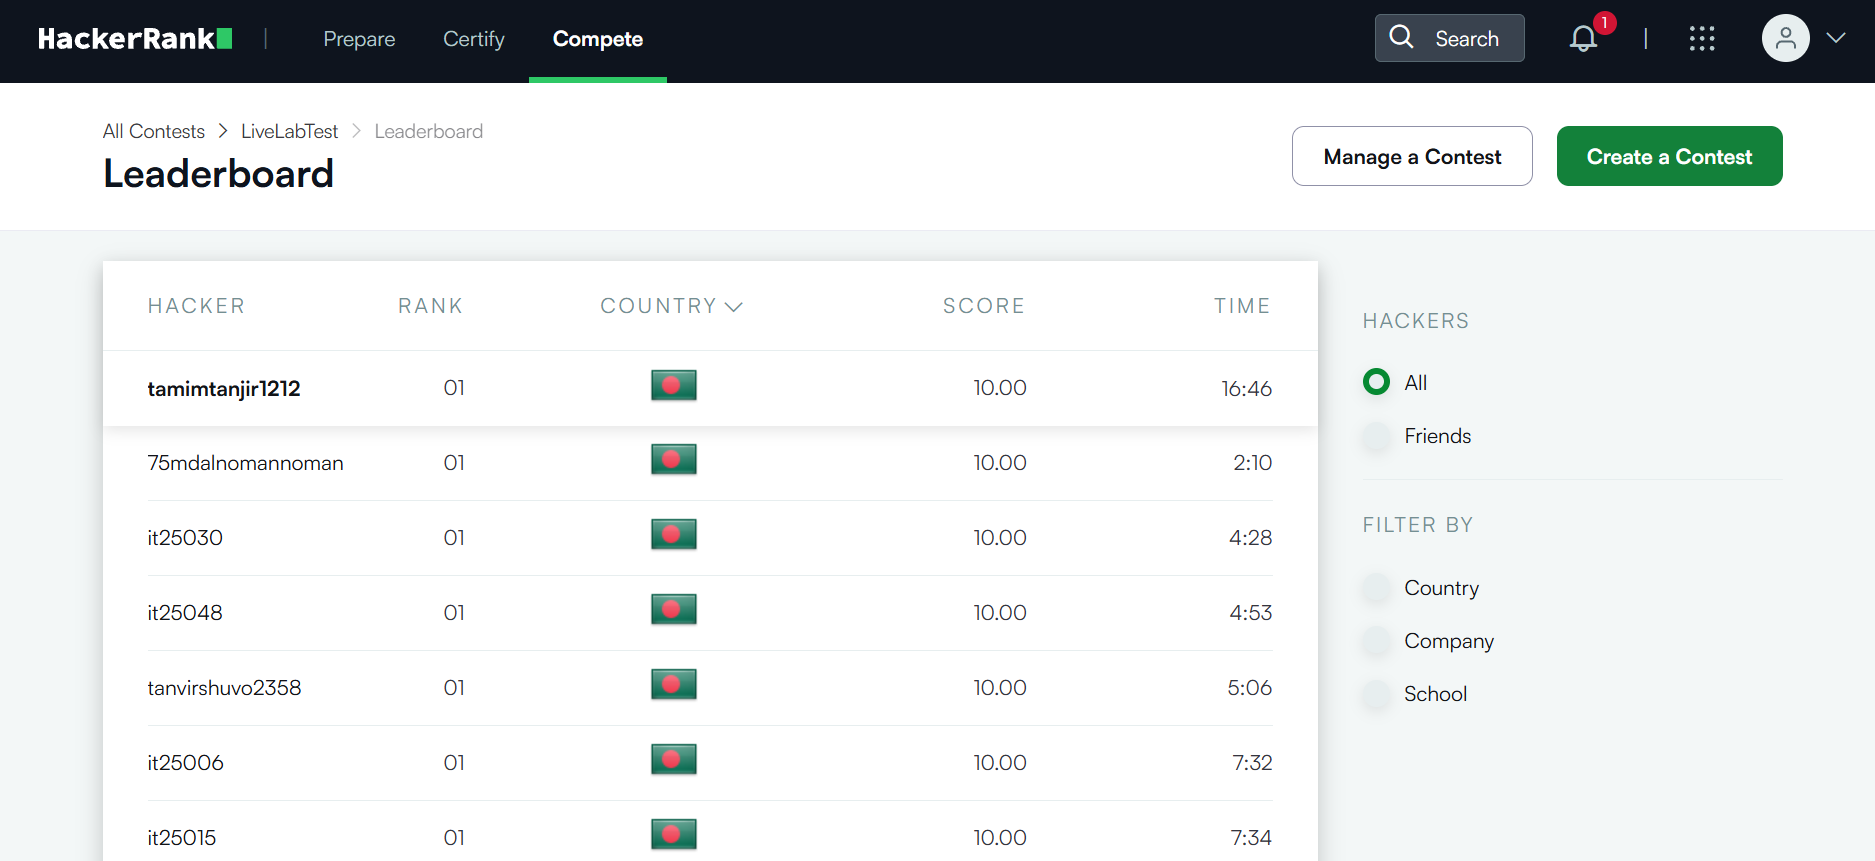 HackerRank | Prepare Certify Compete Search 1 |
All Contests > LiveLabTest > Leaderboard
Leaderboard
Manage a Contest Create a Contest
HACKER RANK COUNTRY SCORE TIME
tamimtanjir1212 01 10.00 16:46
75mdalnomannoman 01 10.00 2:10
it25030 01 10.00 4:28
it25048 01 10.00 4:53
tanvirshuvo2358 01 10.00 5:06
it25006 01 10.00 7:32
it25015 01 10.00 7:34
HACKERS
All
Friends
FILTER BY
Country
Company
School